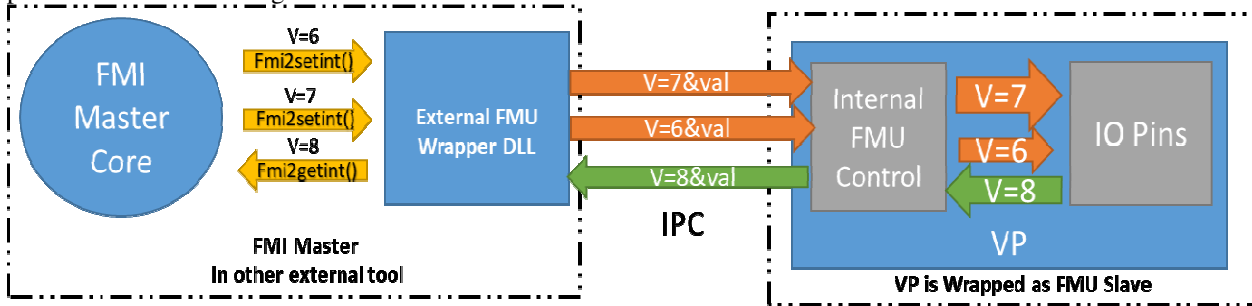 FMI
Master
Core
V=6
Fmi2setint()
V=7
Fmi2setint()
V=8
Fmi2getint()
External FMU
Wrapper DLL
FMI Master
In other external tool
V=7&val
V=6&val
V=8&val
IPC
Internal
FMU
Control
V=7
V=6
V=8
IO Pins
VP
VP is Wrapped as FMU Slave